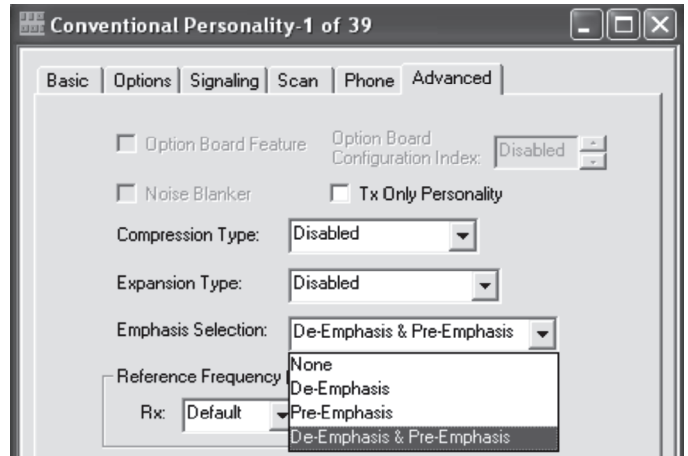 Conventional Personality-1 of 39
Basic Options Signaling Scan Phone Advanced
Option Board Feature
Option Board
Configuration Index: Disabled
Noise Blanker Tx Only Personality
Compression Type: Disabled
Expansion Type: Disabled
Emphasis Selection: De-Emphasis & Pre-Emphasis
None
De-Emphasis
Pre-Emphasis
De-Emphasis & Pre-Emphasis
Reference Frequency
Rx: Default